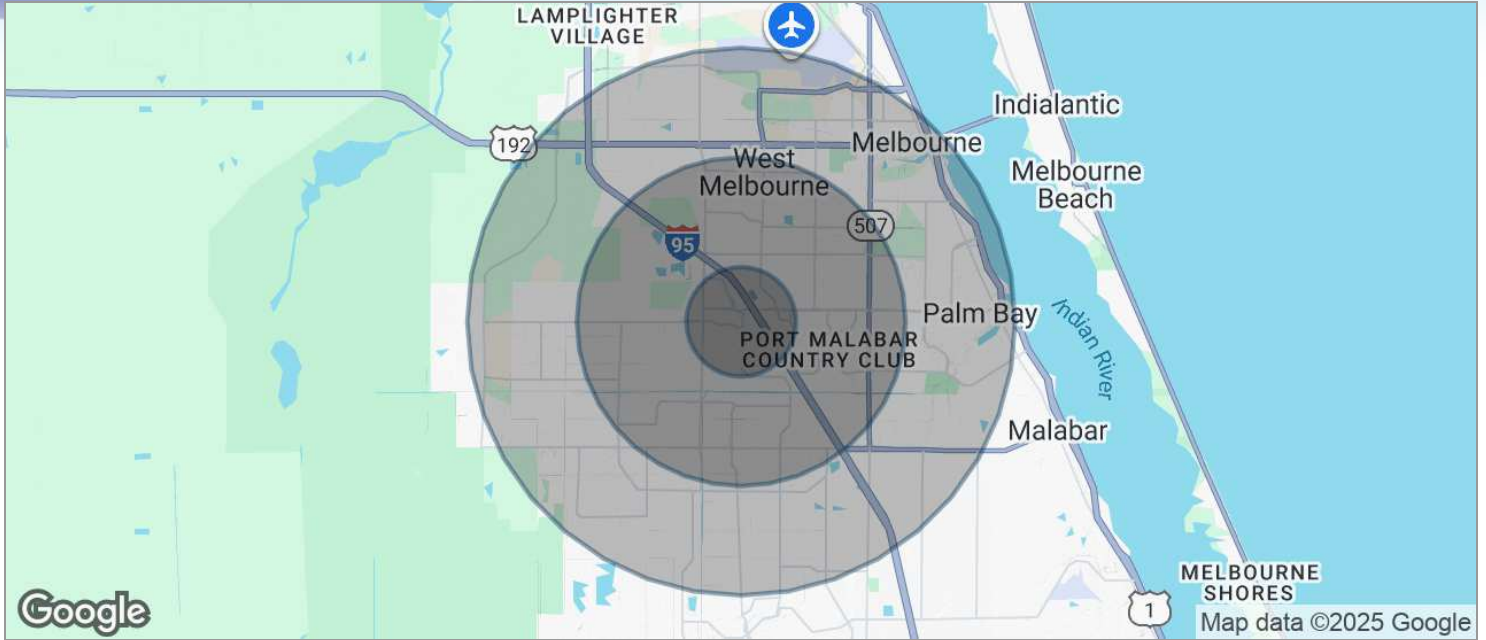 LAMPLIGHTER
VILLAGE
Indialantic
192
Melbourne
West
Melbourne
Melbourne
Beach
507
95
Palm Bay
Indian River
PORT MALABAR
COUNTRY CLUB
Malabar
MELBOURNE
SHORES
1
Google
Map data ©2025 Google